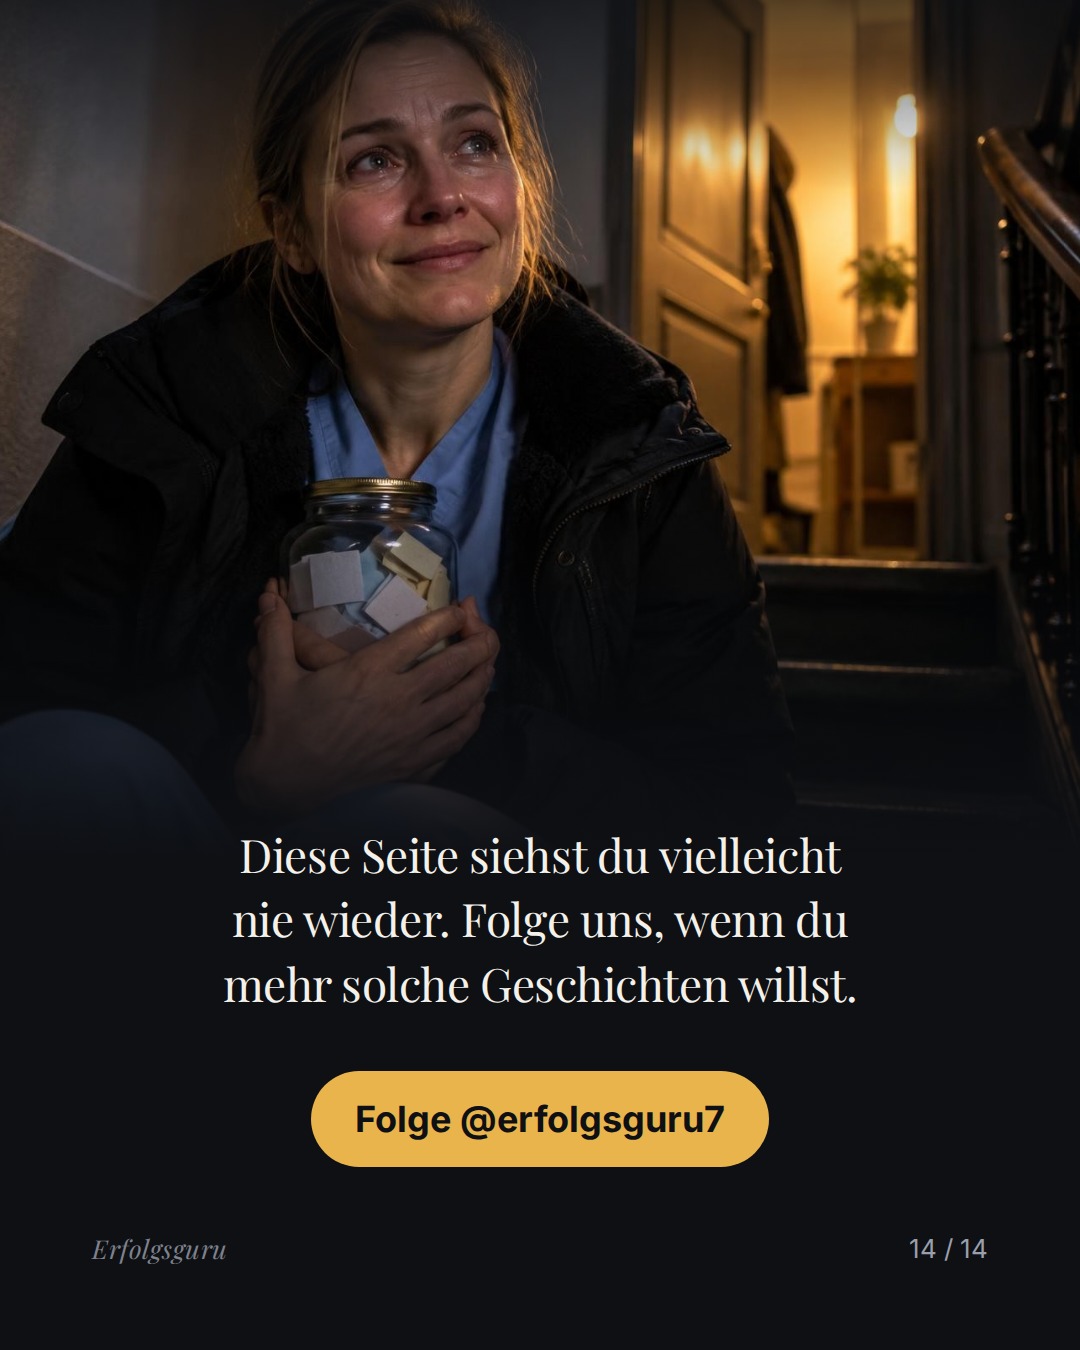 Diese Seite siehst du vielleicht
nie wieder. Folge uns, wenn du
mehr solche Geschichten willst.
Folge @erfolgsguru7
Erfolgsguru
14 / 14